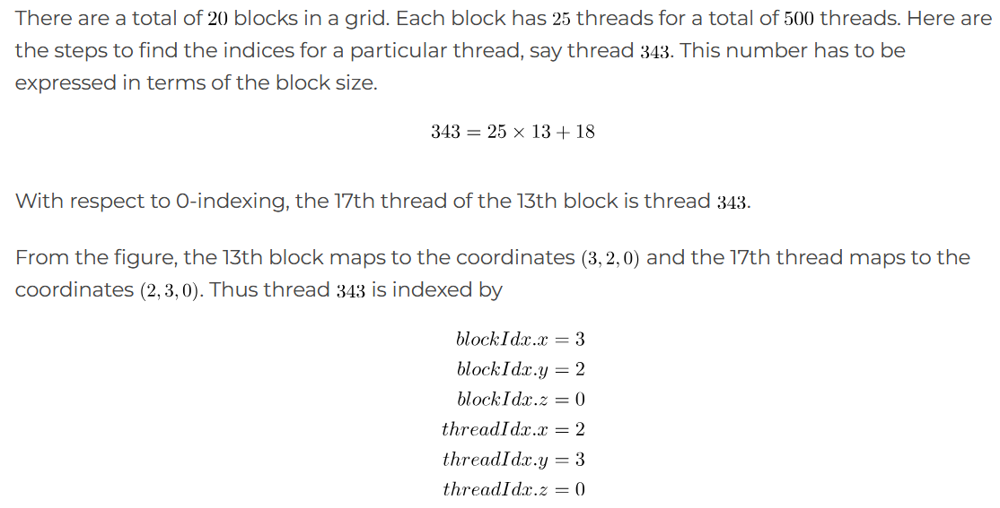 There are a total of 20 blocks in a grid. Each block has 25 threads for a total of 500 threads. Here are
the steps to find the indices for a particular thread, say thread 343. This number has to be
expressed in terms of the block size.
343 = 25 × 13 + 18
With respect to 0-indexing, the 17th thread of the 13th block is thread 343.
From the figure, the 13th block maps to the coordinates (3, 2, 0) and the 17th thread maps to the
coordinates (2, 3, 0). Thus thread 343 is indexed by
blockIdx.x = 3
blockIdx.y = 2
blockIdx.z = 0
threadIdx.x = 2
threadIdx.y = 3
threadIdx.z = 0